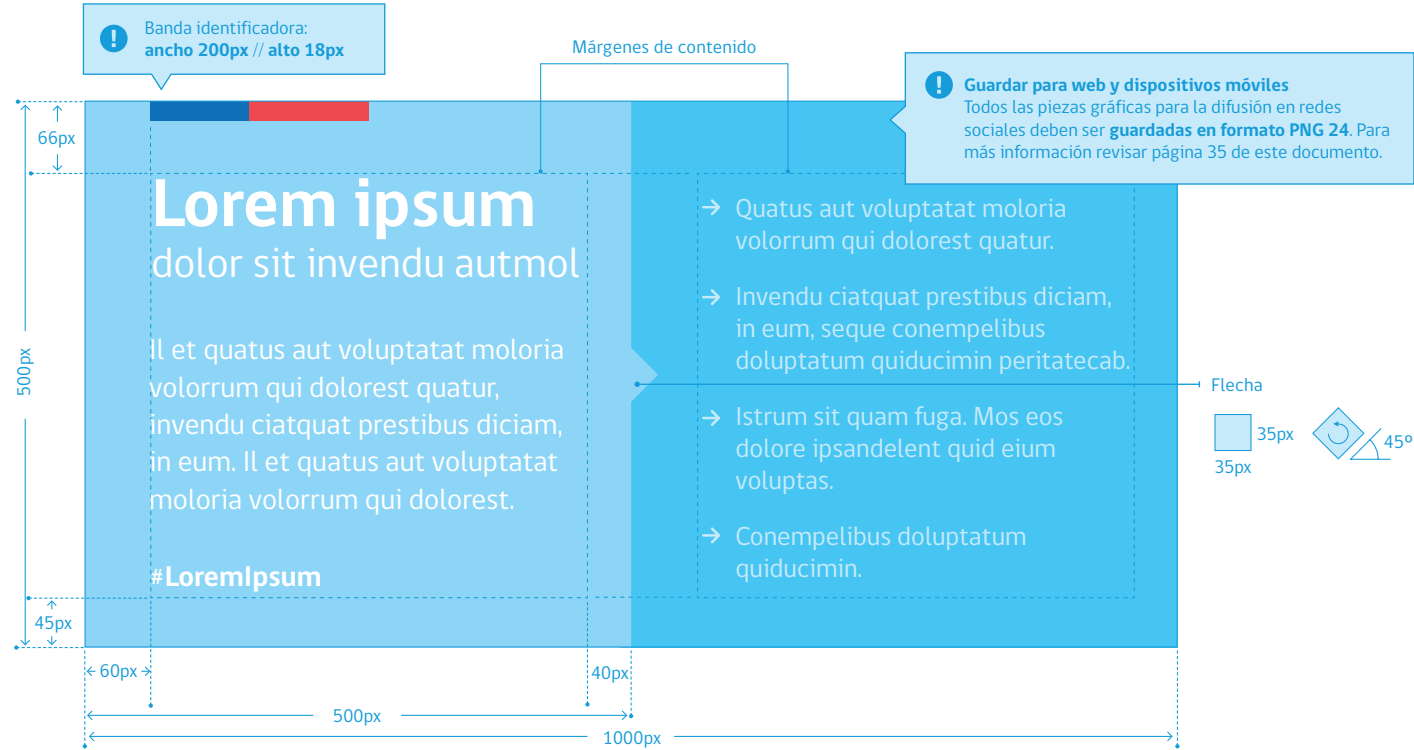 Banda identificadora:
ancho 200px // alto 18px
Márgenes de contenido
Guardar para web y dispositivos móviles
Todos las piezas gráficas para la difusión en redes
sociales deben ser guardadas en formato PNG 24. Para
más información revisar página 35 de este documento.
66px
500px
45px
Lorem ipsum
dolor sit invendu autmol
Il et quatus aut voluptatat moloria
volorrum qui dolorest quatur,
invendu ciatquat prestibus diciam,
in eum. Il et quatus aut voluptatat
moloria volorrum qui dolorest.
#LoremIpsum
→ Quatus aut voluptatat moloria
volorrum qui dolorest quatur.
→ Invendu ciatquat prestibus diciam,
in eum, seque conempelibus
doluptatum quiducimin peritatecab.
→ Istrum sit quam fuga. Mos eos
dolore ipsandelent quid eium
voluptas.
→ Conempelibus doluptatum
quiducimin.
Flecha
35px
35px
45º
60px
40px
500px
1000px